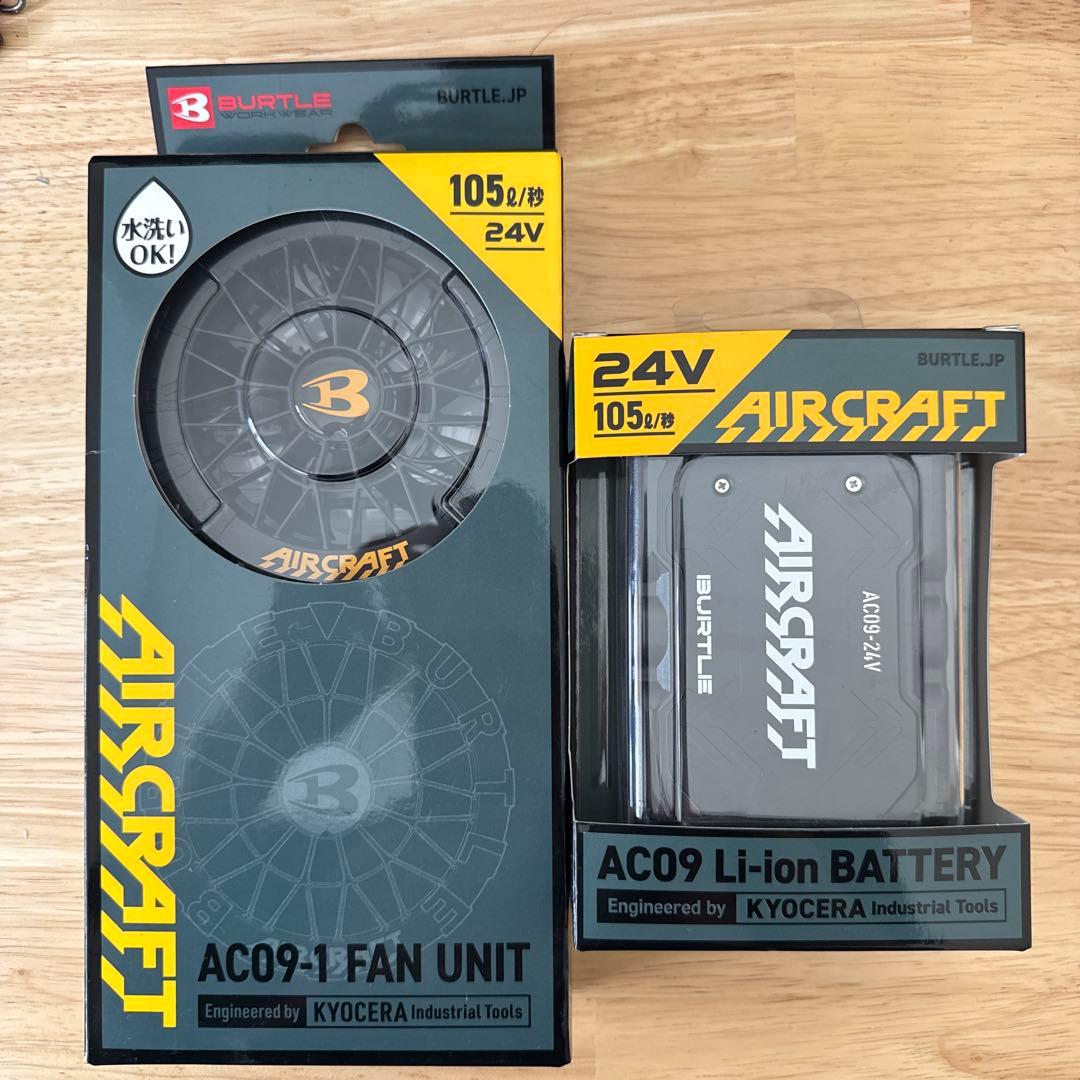 BURTLE
WORKWEAR
BURTLE.JP
水洗い
OK!
105ℓ/秒
24V
B
AIRCRAFT
AIRCRAFT
BURTLE
BURTLE
B
AC09-1 FAN UNIT
Engineered by KYOCERA Industrial Tools
24V
105ℓ/秒
BURTLE.JP
AIRCRAFT
AIRCRAFT
BURTLE
AC09-24V
AC09 Li-ion BATTERY
Engineered by KYOCERA Industrial Tools